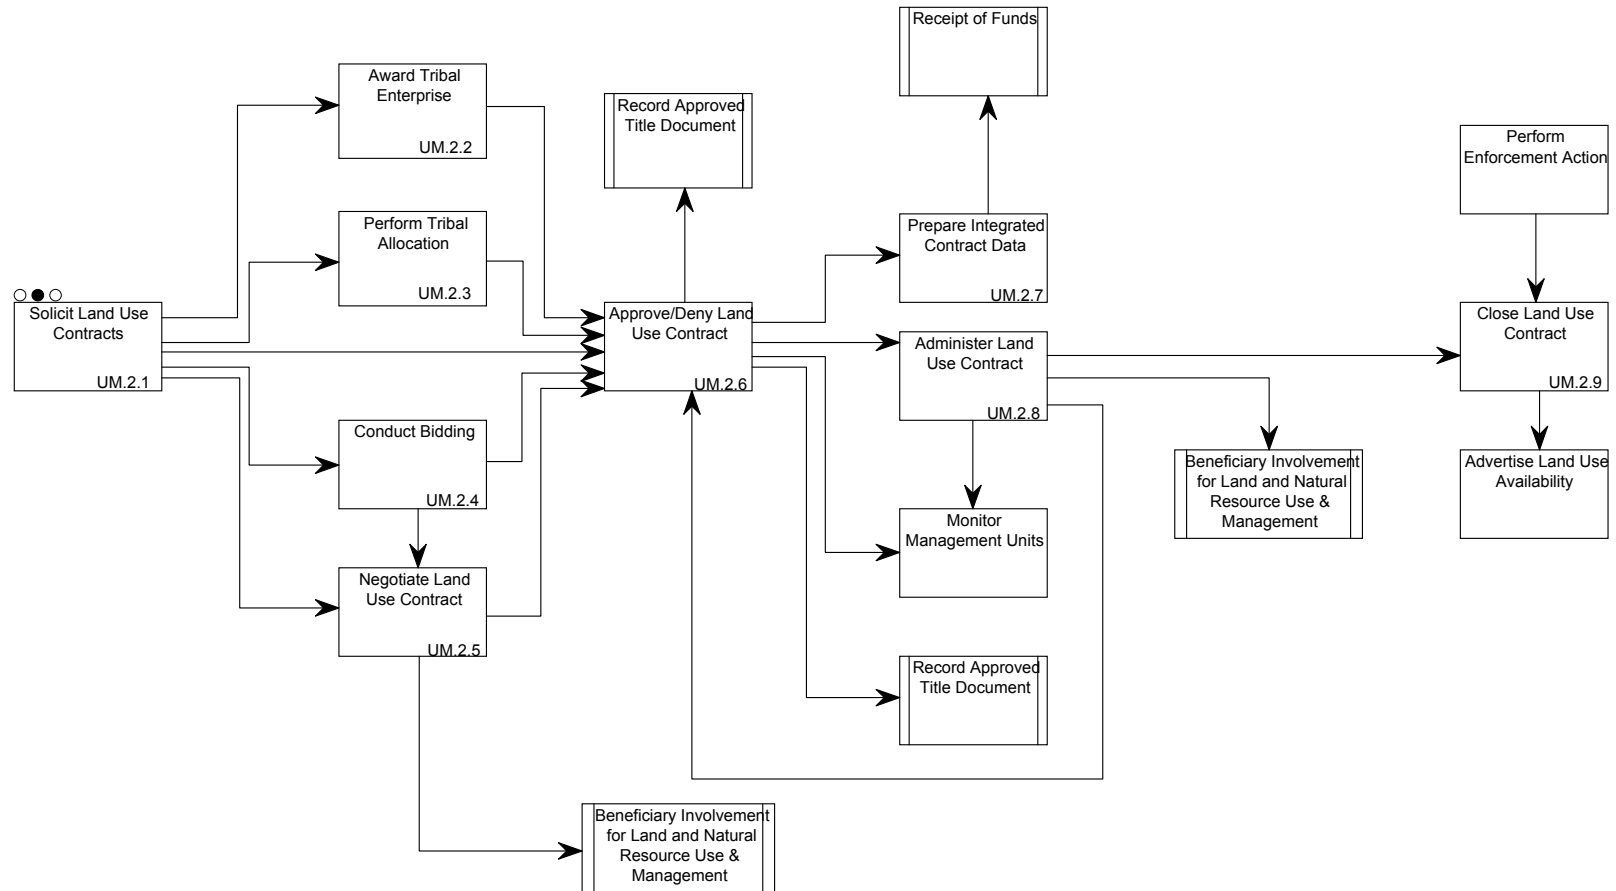 Receipt of Funds
Award Tribal
Enterprise
UM.2.2
Record Approved
Title Document
Perform
Enforcement Action
Perform Tribal
Allocation
UM.2.3
Prepare Integrated
Contract Data
UM.2.7
Solicit Land Use
Contracts
UM.2.1
Approve/Deny Land
Use Contract
UM.2.6
Administer Land
Use Contract
UM.2.8
Close Land Use
Contract
UM.2.9
Conduct Bidding
UM.2.4
Beneficiary Involvement
for Land and Natural
Resource Use &
Management
Advertise Land Use
Availability
Monitor
Management Units
Negotiate Land
Use Contract
UM.2.5
Record Approved
Title Document
Beneficiary Involvement
for Land and Natural
Resource Use &
Management